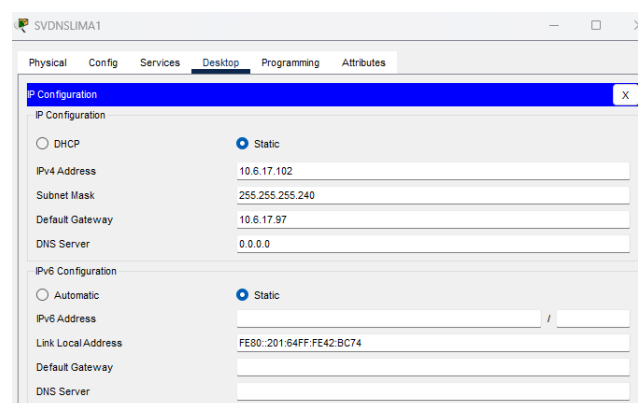 SVDNSLIMA1
Physical Config Services Desktop Programming Attributes
IP Configuration X
IP Configuration
DHCP Static
IPv4 Address 10.6.17.102
Subnet Mask 255.255.255.240
Default Gateway 10.6.17.97
DNS Server 0.0.0.0
IPv6 Configuration
Automatic Static
IPv6 Address /
Link Local Address FE80::201:64FF:FE42:BC74
Default Gateway
DNS Server